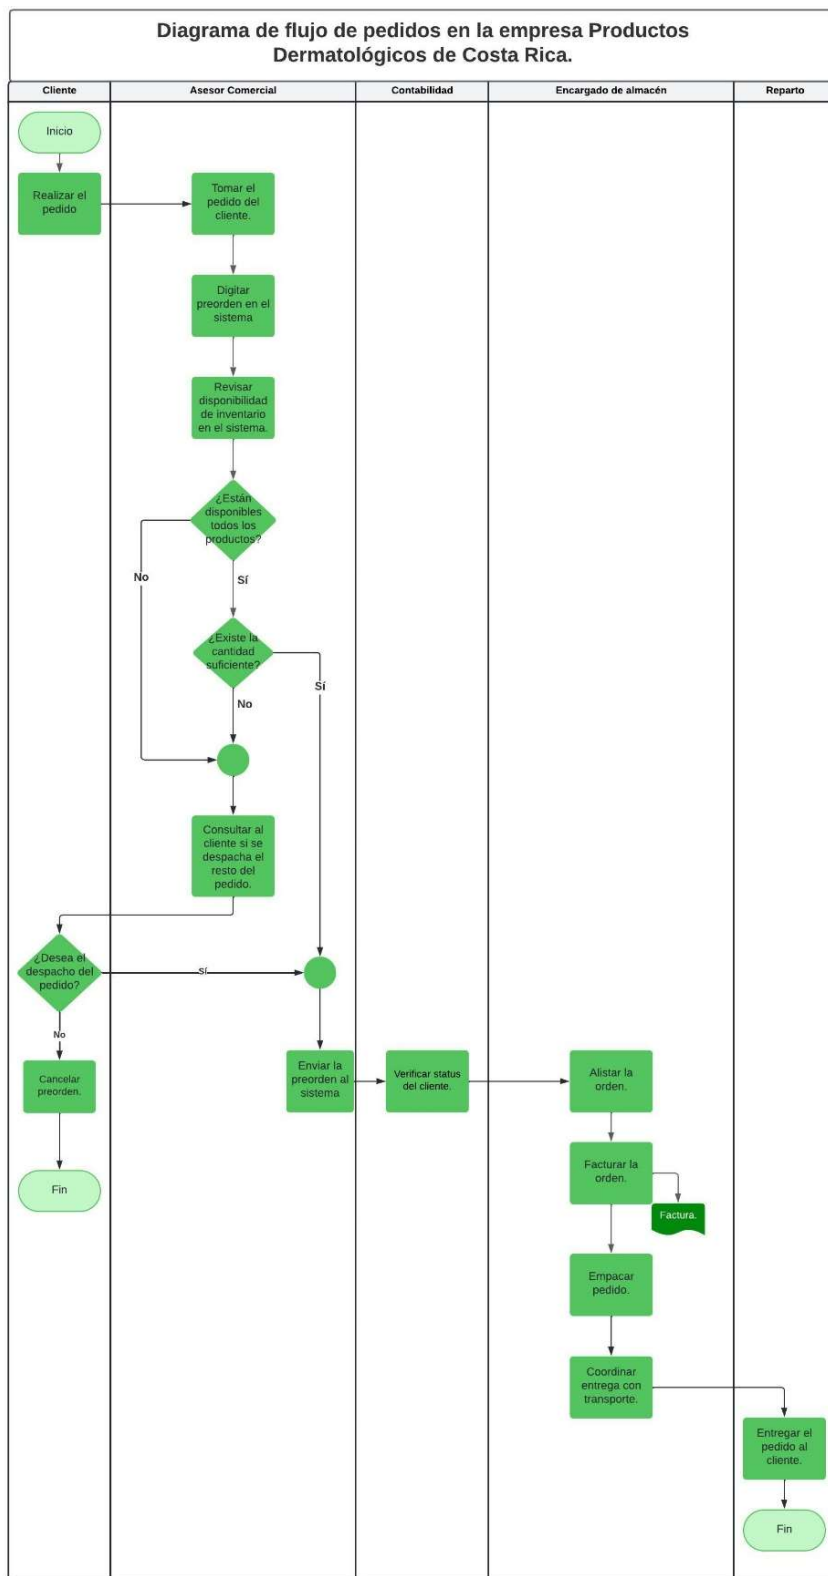 Diagrama de flujo de pedidos en la empresa Productos
Dermatológicos de Costa Rica.
Cliente
Asesor Comercial
Contabilidad
Encargado de almacén
Reparto
Inicio
Realizar el
pedido
Tomar el
pedido del
cliente.
Digitar
preorden en el
sistema
Revisar
disponibilidad
de inventario
en el sistema.
¿Están
disponibles
todos los
productos?
No
Sí
¿Existe la
cantidad
suficiente?
Sí
No
Consultar al
cliente si se
despacha el
resto del
pedido.
¿Desea el
despacho del
pedido?
Sí
No
Cancelar
preorden.
Fin
Enviar la
preorden al
sistema
Verificar status
del cliente.
Alistar la
orden.
Facturar la
orden.
Factura.
Empacar
pedido.
Coordinar
entrega con
transporte.
Entregar el
pedido al
cliente.
Fin